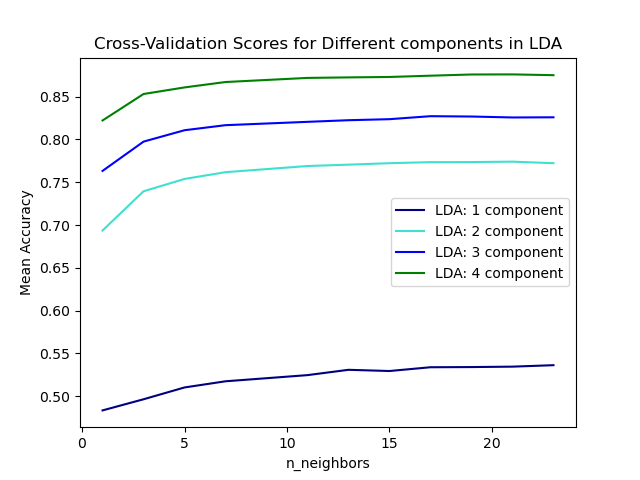 Cross-Validation Scores for Different components in LDA
Mean Accuracy
0.85
0.80
0.75
0.70
0.65
0.60
0.55
0.50
LDA: 1 component
LDA: 2 component
LDA: 3 component
LDA: 4 component
0 5 10 15 20
n_neighbors